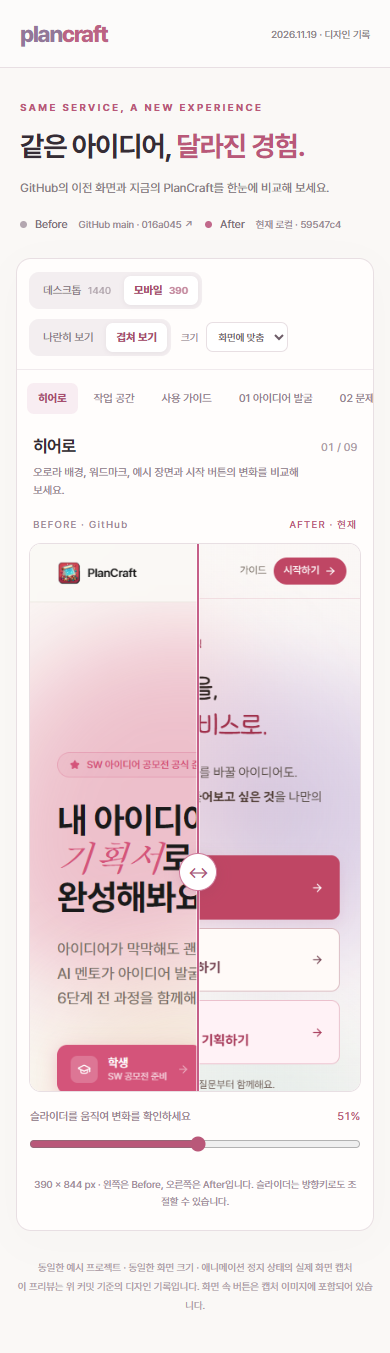 plancraft
2026.11.19 · 디자인 기록
SAME SERVICE, A NEW EXPERIENCE
같은 아이디어, 달라진 경험.
GitHub의 이전 화면과 지금의 PlanCraft를 한눈에 비교해 보세요.
Before GitHub main · 016a045 ↗ After 현재 로컬 · 59547c4
데스크톱 1440 모바일 390
나란히 보기 겹쳐 보기 크기 화면에 맞춤
히어로 작업 공간 사용 가이드 01 아이디어 발굴 02 문제
히어로 01 / 09
오로라 배경, 워드마크, 예시 장면과 시작 버튼의 변화를 비교해
보세요.
BEFORE · GitHub AFTER · 현재
PlanCraft 가이드 시작하기 →
을,
비스로.
SW 아이디어 공모전 공식
를 바꿀 아이디어도.
어보고 싶은 것을 나만의
내 아이디어
기획서로
완성해봐요
→
아이디어가 막막해도 괜
AI 멘토가 아이디어 발굴
6단계 전 과정을 함께해
하기 →
기획하기 →
학생
SW 공모전 준비 →
질문부터 함께해요.
슬라이더를 움직여 변화를 확인하세요 51%
390 × 844 px · 왼쪽은 Before, 오른쪽은 After입니다. 슬라이더는 방향키로도 조
절할 수 있습니다.
동일한 예시 프로젝트 · 동일한 화면 크기 · 애니메이션 정지 상태의 실제 화면 캡처
이 프리뷰는 위 커밋 기준의 디자인 기록입니다. 화면 속 버튼은 캡처 이미지에 포함되어 있습
니다.